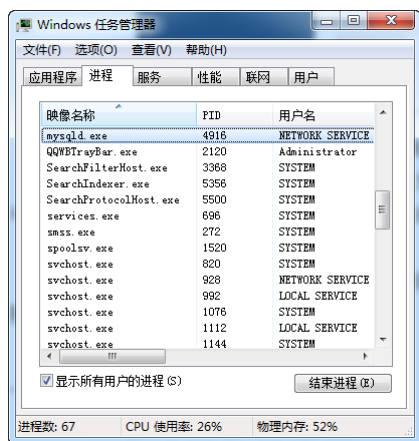 Windows 任务管理器
文件(F) 选项(O) 查看(V) 帮助(H)
应用程序 进程 服务 性能 联网 用户
映像名称 PID 用户名
mysqld.exe 4916 NETWORK SERVICE
QQWBTrayBar.exe 2120 Administrator
SearchFilterHost.exe 3368 SYSTEM
SearchIndexer.exe 5356 SYSTEM
SearchProtocolHost.exe 5500 SYSTEM
services.exe 696 SYSTEM
smss.exe 272 SYSTEM
spoolsv.exe 1520 SYSTEM
svchost.exe 820 SYSTEM
svchost.exe 928 NETWORK SERVICE
svchost.exe 992 LOCAL SERVICE
svchost.exe 1076 SYSTEM
svchost.exe 1112 LOCAL SERVICE
svchost.exe 1144 SYSTEM
显示所有用户的进程(S) 结束进程(E)
进程数: 67 CPU 使用率: 26% 物理内存: 52%